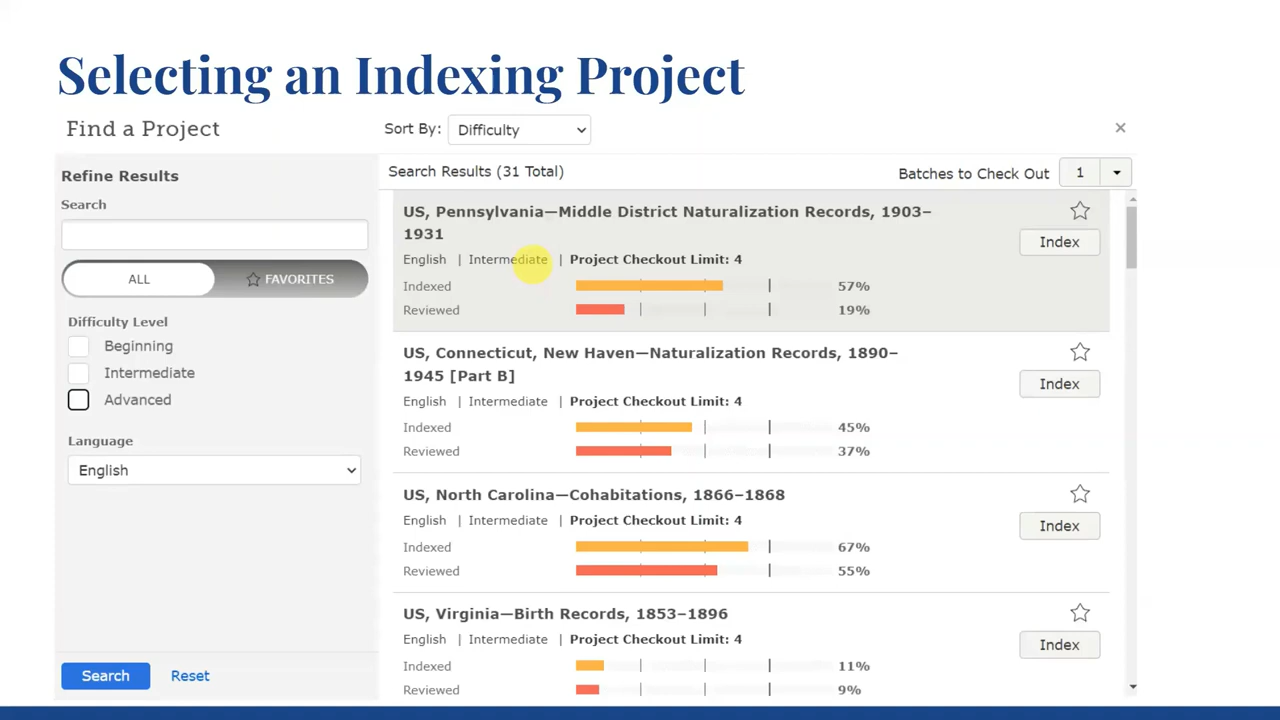 Selecting an Indexing Project
Find a Project
Sort By: Difficulty
Refine Results
Search
ALL
FAVORITES
Difficulty Level
Beginning
Intermediate
Advanced
Language
English
Search
Reset
Search Results (31 Total)
Batches to Check Out 1
US, Pennsylvania—Middle District Naturalization Records, 1903–
1931
Index
English | Intermediate | Project Checkout Limit: 4
Indexed 57%
Reviewed 19%
US, Connecticut, New Haven—Naturalization Records, 1890–
1945 [Part B]
Index
English | Intermediate | Project Checkout Limit: 4
Indexed 45%
Reviewed 37%
US, North Carolina—Cohabitations, 1866–1868
Index
English | Intermediate | Project Checkout Limit: 4
Indexed 67%
Reviewed 55%
US, Virginia—Birth Records, 1853–1896
Index
English | Intermediate | Project Checkout Limit: 4
Indexed 11%
Reviewed 9%